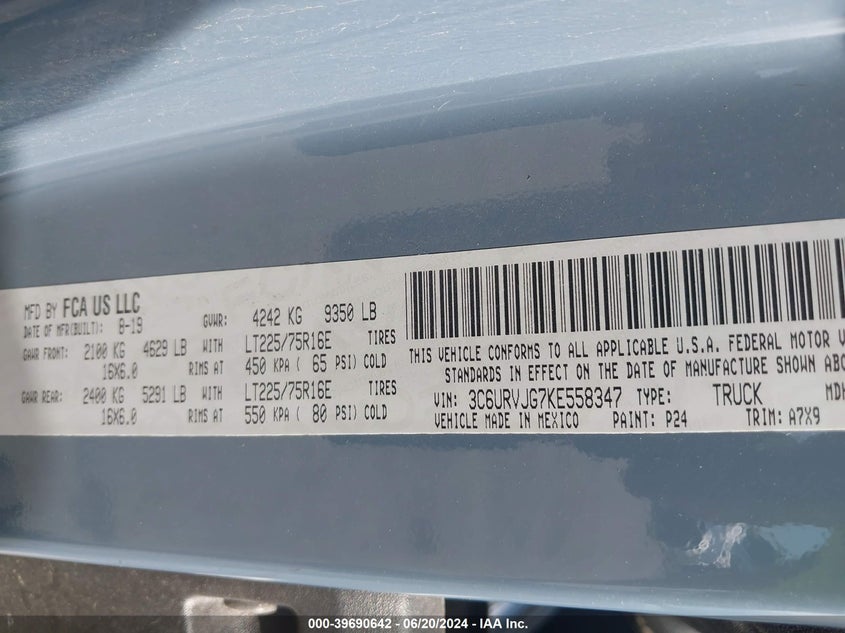 MFD BY FCA US LLC
DATE OF MFR(BUILT): 8-19 GVWR: 4242 KG 9350 LB
GAWR FRONT: 2100 KG 4629 LB WITH LT225/75R16E TIRES
16X6.0 RIMS AT 450 KPA ( 65 PSI) COLD
GAWR REAR: 2400 KG 5291 LB WITH LT225/75R16E TIRES
16X6.0 RIMS AT 550 KPA ( 80 PSI) COLD
THIS VEHICLE CONFORMS TO ALL APPLICABLE U.S.A. FEDERAL MOTOR V
STANDARDS IN EFFECT ON THE DATE OF MANUFACTURE SHOWN ABO
VIN: 3C6URVJG7KE558347 TYPE: TRUCK MDH
VEHICLE MADE IN MEXICO PAINT: P24 TRIM: A7X9
000-39690642 / 06/20/2024 - IAA Inc.